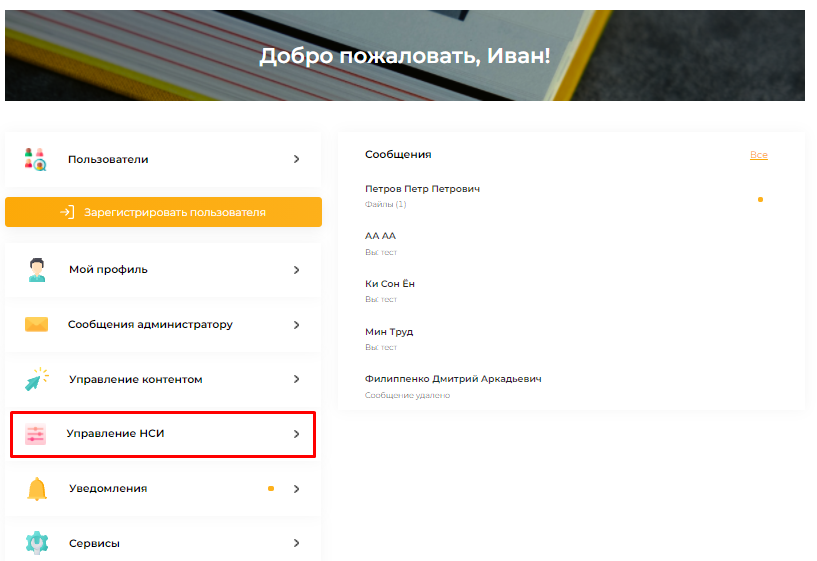 Добро пожаловать, Иван!
Пользователи
Зарегистрировать пользователя
Мой профиль
Сообщения администратору
Управление контентом
Управление НСИ
Уведомления
Сервисы
Сообщения
Все
Петров Петр Петрович
Файлы (1)
АА АА
Вы: тест
Ки Сон Ён
Вы: тест
Мин Труд
Вы: тест
Филиппенко Дмитрий Аркадьевич
Сообщение удалено